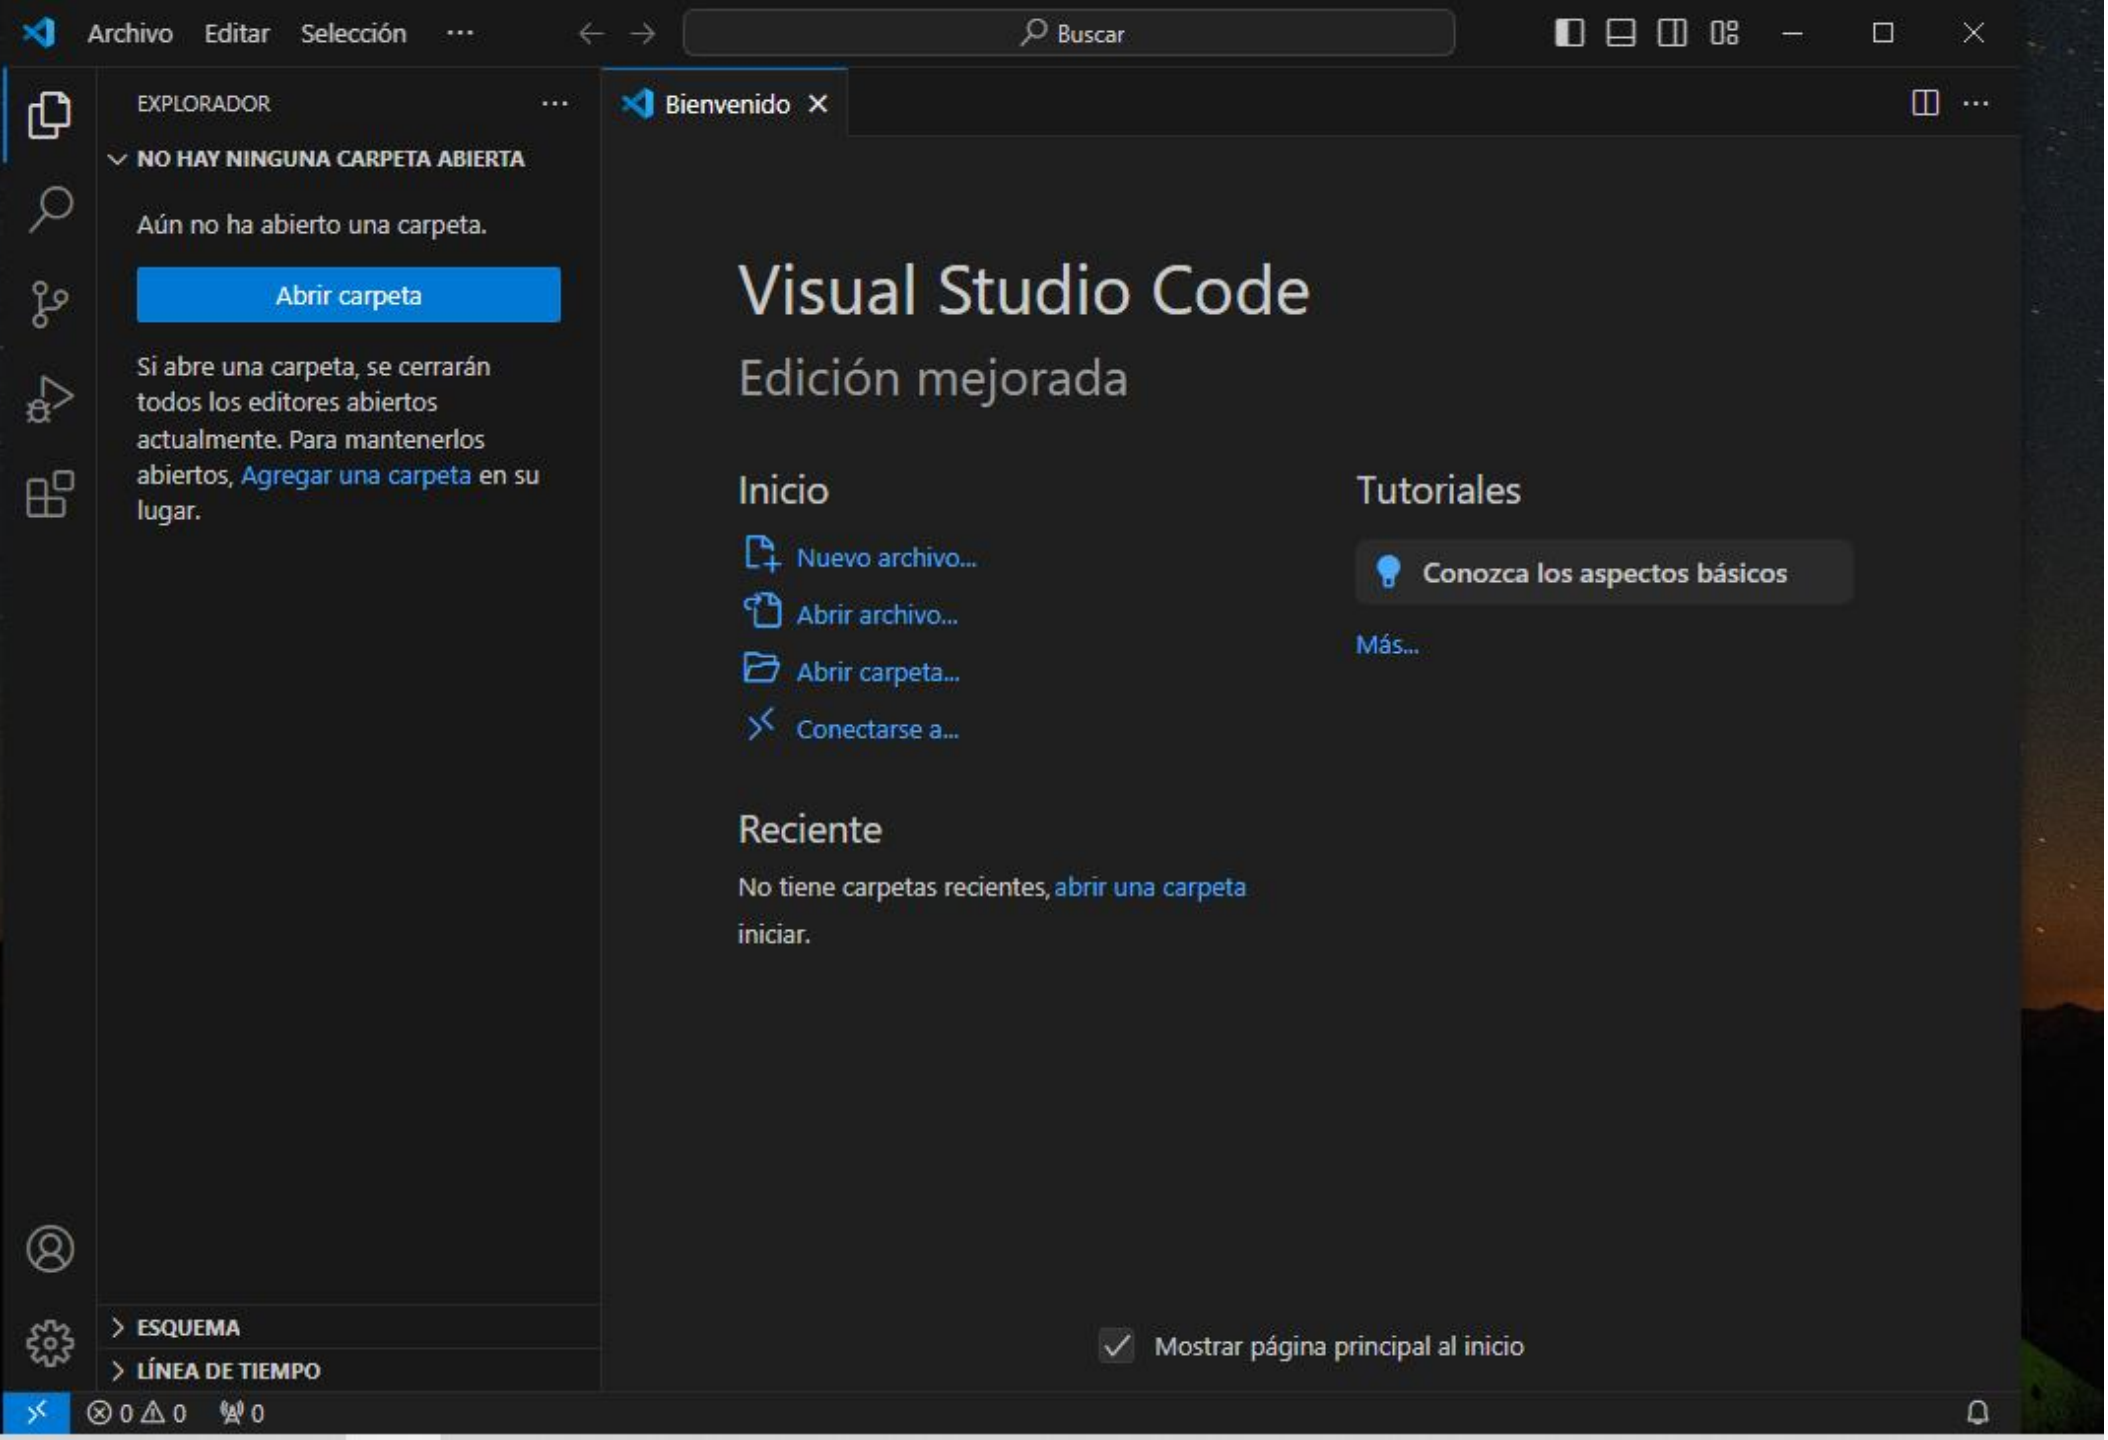 Archivo Editar Selección ··· Buscar
EXPLORADOR ···
Bienvenido
NO HAY NINGUNA CARPETA ABIERTA
Aún no ha abierto una carpeta.
Abrir carpeta
Si abre una carpeta, se cerrarán
todos los editores abiertos
actualmente. Para mantenerlos
abiertos, Agregar una carpeta en su
lugar.
ESQUEMA
LÍNEA DE TIEMPO
Visual Studio Code
Edición mejorada
Inicio
Nuevo archivo...
Abrir archivo...
Abrir carpeta...
Conectarse a...
Reciente
No tiene carpetas recientes, abrir una carpeta
iniciar.
Tutoriales
Conozca los aspectos básicos
Más...
Mostrar página principal al inicio
0 0 0